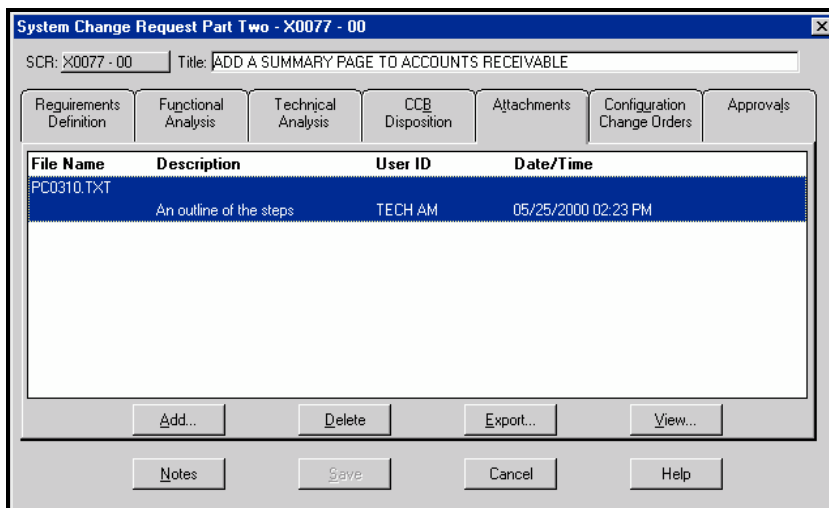 System Change Request Part Two - X0077 - 00
SCR: X0077 - 00 Title: ADD A SUMMARY PAGE TO ACCOUNTS RECEIVABLE
Requirements Definition
Functional Analysis
Technical Analysis
CCB Disposition
Attachments
Configuration Change Orders
Approvals
File Name Description User ID Date/Time
PC0310.TXT
An outline of the steps TECH AM 05/25/2000 02:23 PM
Add... Delete Export... View...
Notes Save Cancel Help